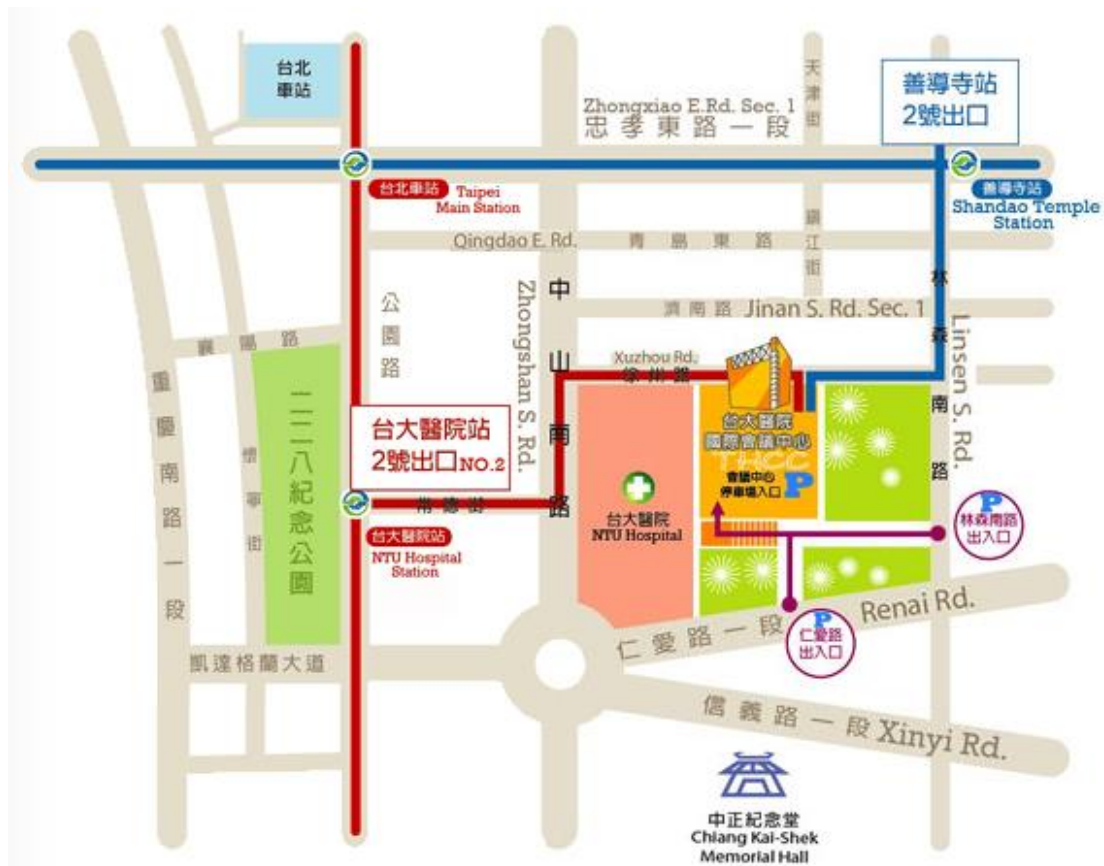 台北
車站
天津街
善導寺站
2號出口
Zhongxiao E.Rd. Sec. 1
忠孝東路一段
台北車站
Taipei
Main Station
善導寺站
Shandao Temple
Station
Qingdao E. Rd.
青島東路
鎮江街
林森南路
Linsen S. Rd.
公園路
Zhongshan S. Rd.
中山南路
濟南路 Jinan S. Rd. Sec. 1
襄陽路
重慶南路一段
懷寧街
二二八紀念公園
Xuzhou Rd.
徐州路
台大醫院
國際會議中心
THCC
會議中心
停車場入口 P
台大醫院站
2號出口NO.2
常德街
台大醫院站
NTU Hospital
Station
台大醫院
NTU Hospital
P
林森南路
出入口
仁愛路一段 Renai Rd.
P
仁愛路
出入口
凱達格蘭大道
信義路一段 Xinyi Rd.
中正紀念堂
Chiang Kai-Shek
Memorial Hall